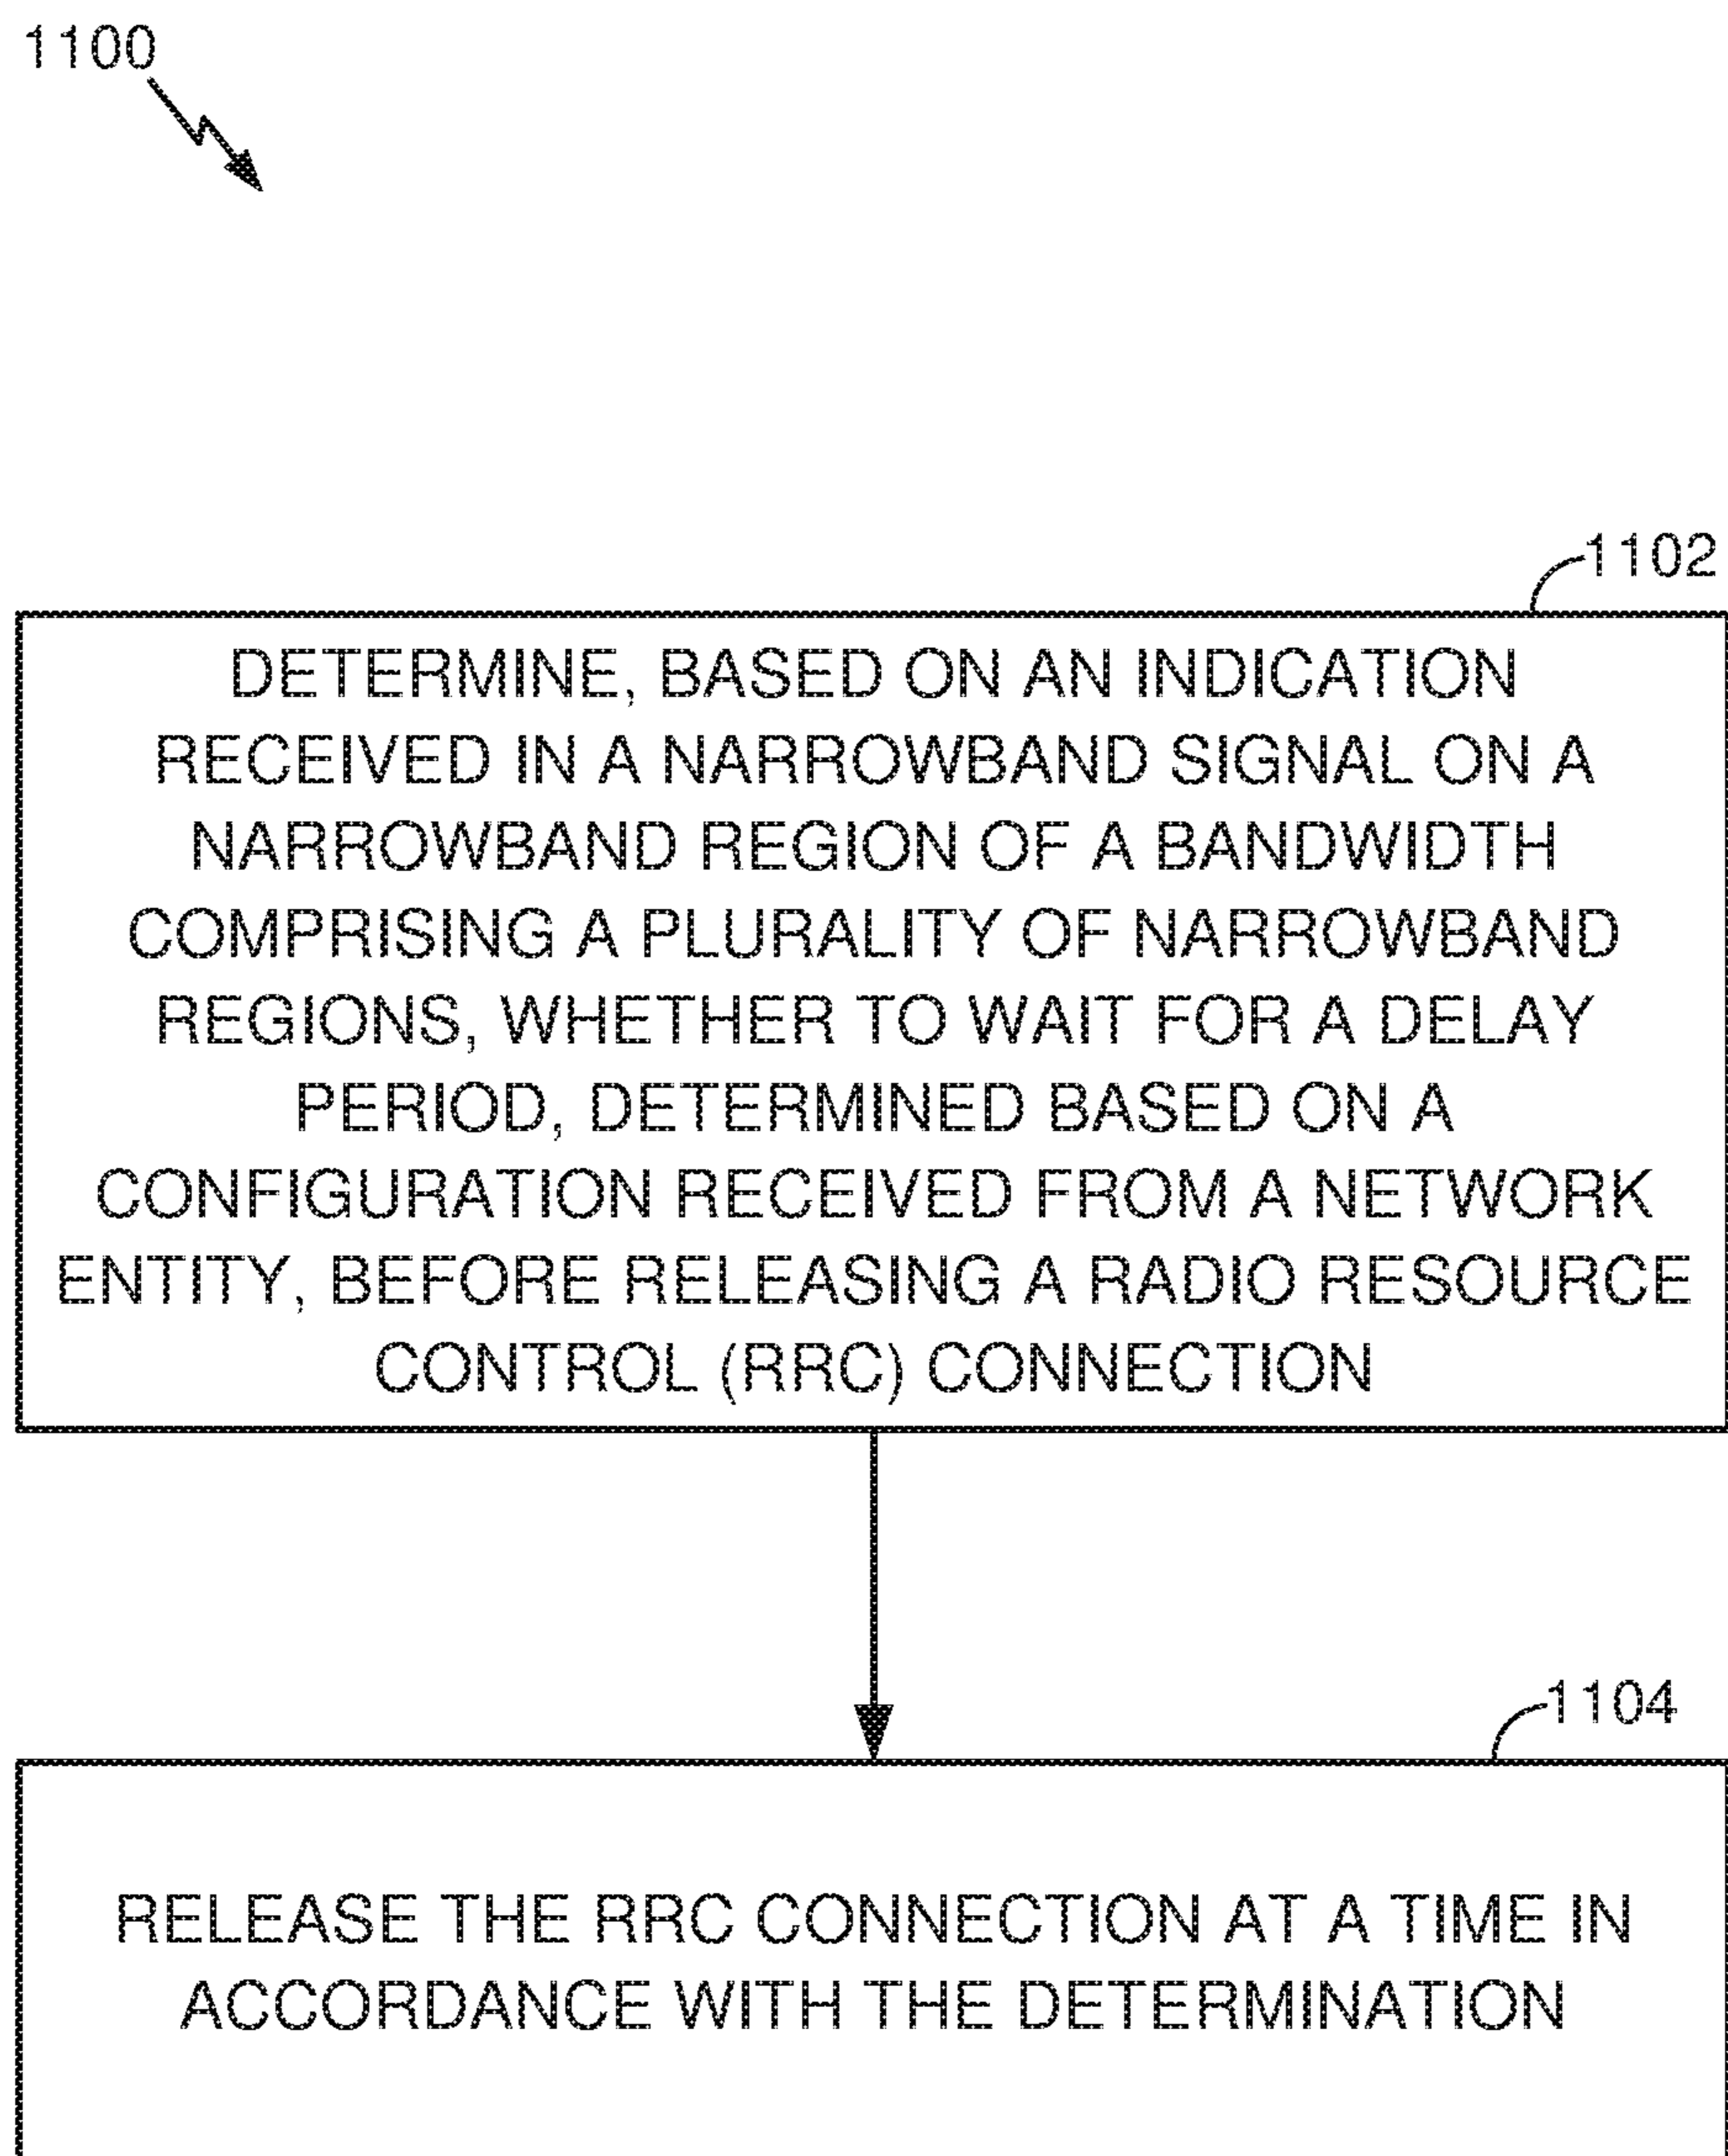 1100
1102
DETERMINE, BASED ON AN INDICATION
RECEIVED IN A NARROWBAND SIGNAL ON A
NARROWBAND REGION OF A BANDWIDTH
COMPRISING A PLURALITY OF NARROWBAND
REGIONS, WHETHER TO WAIT FOR A DELAY
PERIOD, DETERMINED BASED ON A
CONFIGURATION RECEIVED FROM A NETWORK
ENTITY, BEFORE RELEASING A RADIO RESOURCE
CONTROL (RRC) CONNECTION
1104
RELEASE THE RRC CONNECTION AT A TIME IN
ACCORDANCE WITH THE DETERMINATION